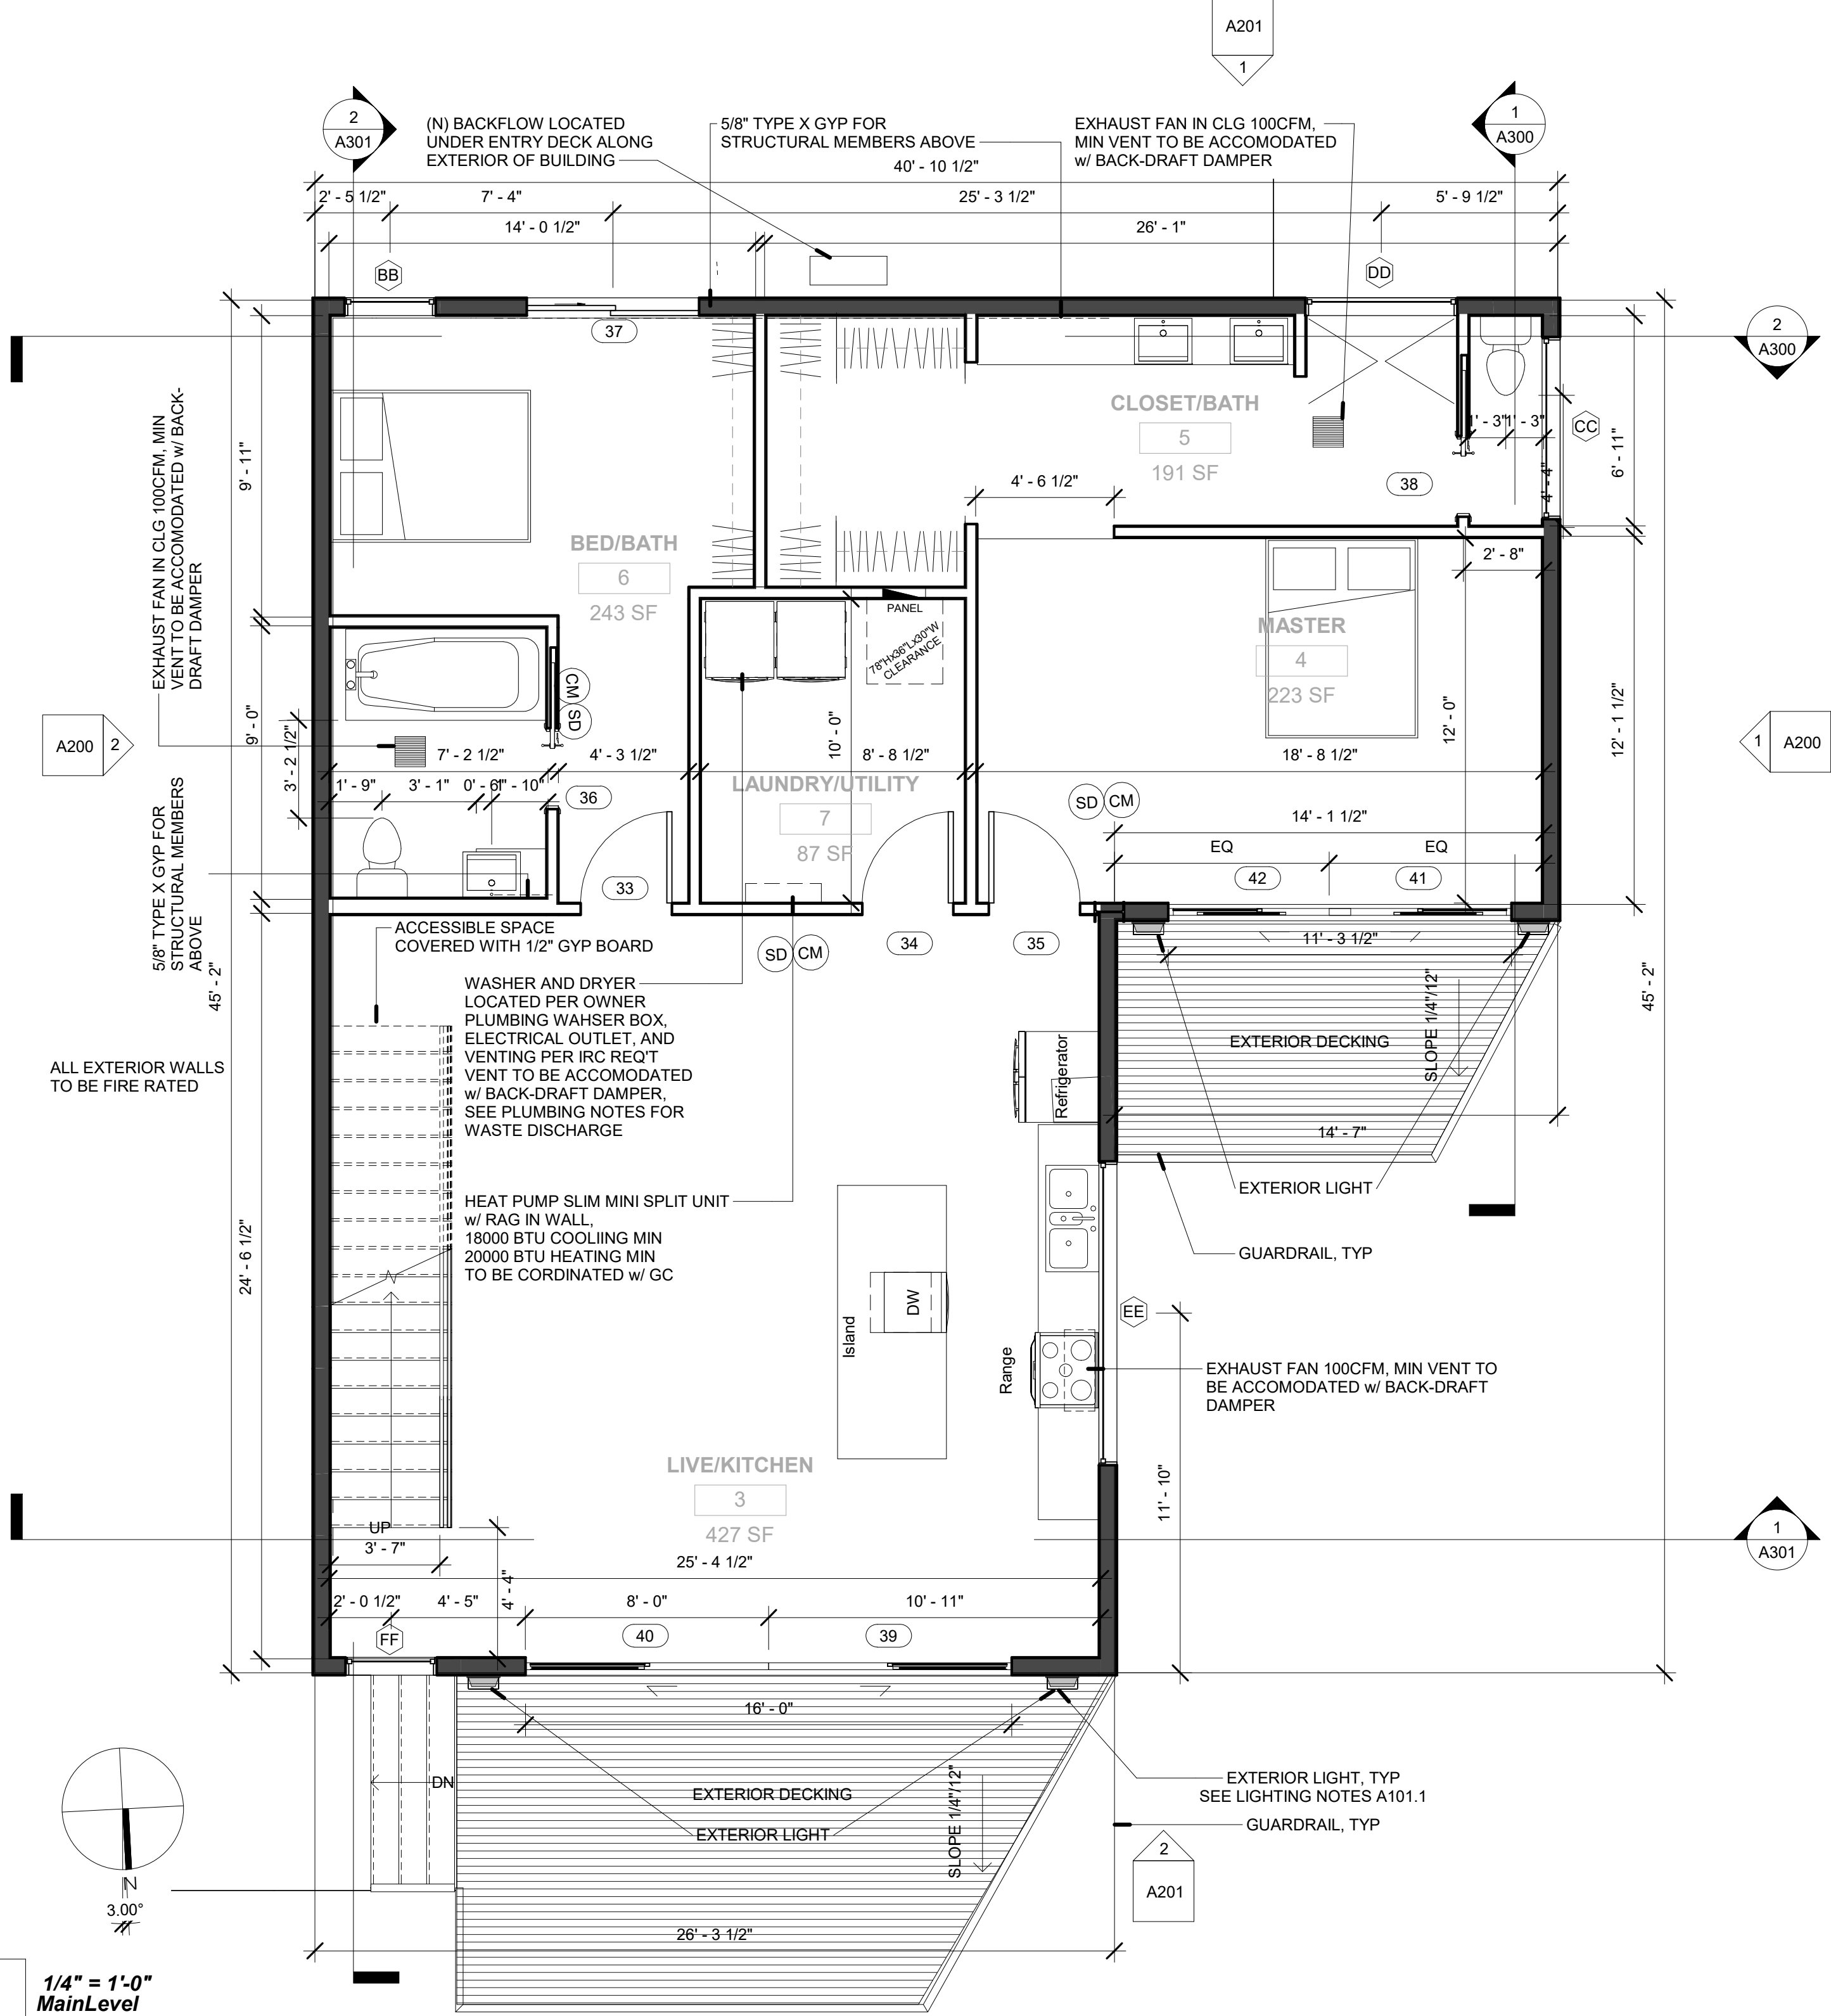 A201
1
2
A301
(N) BACKFLOW LOCATED
UNDER ENTRY DECK ALONG
EXTERIOR OF BUILDING
5/8" TYPE X GYP FOR
STRUCTURAL MEMBERS ABOVE
EXHAUST FAN IN CLG 100CFM,
MIN VENT TO BE ACCOMODATED
w/ BACK-DRAFT DAMPER
1
A300
40' - 10 1/2"
2' - 5 1/2"
7' - 4"
25' - 3 1/2"
5' - 9 1/2"
14' - 0 1/2"
26' - 1"
BB
DD
37
2
A300
EXHAUST FAN IN CLG 100CFM, MIN
VENT TO BE ACCOMODATED w/ BACK-
DRAFT DAMPER
9' - 11"
CLOSET/BATH
5
191 SF
1' - 3"
1' - 3"
CC
6' - 11"
4' - 4"
4' - 6 1/2"
38
BED/BATH
6
243 SF
2' - 8"
PANEL
78"Hx36"Lx30"W
CLEARANCE
MASTER
4
223 SF
CM
SD
A200
2
9' - 0"
3' - 2 1/2"
7' - 2 1/2"
4' - 3 1/2"
10' - 0"
8' - 8 1/2"
18' - 8 1/2"
12' - 0"
12' - 1 1/2"
1
A200
1' - 9"
3' - 1"
0' - 6"
1' - 10"
36
LAUNDRY/UTILITY
7
87 SF
SD
CM
14' - 1 1/2"
EQ
EQ
42
41
5/8" TYPE X GYP FOR
STRUCTURAL MEMBERS
ABOVE
45' - 2"
33
ACCESSIBLE SPACE
COVERED WITH 1/2" GYP BOARD
SD
CM
34
35
11' - 3 1/2"
WASHER AND DRYER
LOCATED PER OWNER
PLUMBING WAHSER BOX,
ELECTRICAL OUTLET, AND
VENTING PER IRC REQ'T
VENT TO BE ACCOMODATED
w/ BACK-DRAFT DAMPER,
SEE PLUMBING NOTES FOR
WASTE DISCHARGE
Refrigerator
EXTERIOR DECKING
SLOPE 1/4"/12"
45' - 2"
ALL EXTERIOR WALLS
TO BE FIRE RATED
14' - 7"
EXTERIOR LIGHT
GUARDRAIL, TYP
HEAT PUMP SLIM MINI SPLIT UNIT
w/ RAG IN WALL,
18000 BTU COOLIING MIN
20000 BTU HEATING MIN
TO BE CORDINATED w/ GC
24' - 6 1/2"
DW
Island
Range
EE
EXHAUST FAN 100CFM, MIN VENT TO
BE ACCOMODATED w/ BACK-DRAFT
DAMPER
LIVE/KITCHEN
3
427 SF
11' - 10"
UP
3' - 7"
25' - 4 1/2"
1
A301
2' - 0 1/2"
4' - 5"
4' - 4"
8' - 0"
10' - 11"
FF
40
39
16' - 0"
DN
EXTERIOR DECKING
EXTERIOR LIGHT
SLOPE 1/4"/12"
EXTERIOR LIGHT, TYP
SEE LIGHTING NOTES A101.1
GUARDRAIL, TYP
2
A201
N
3.00°
26' - 3 1/2"
1/4" = 1'-0"
MainLevel